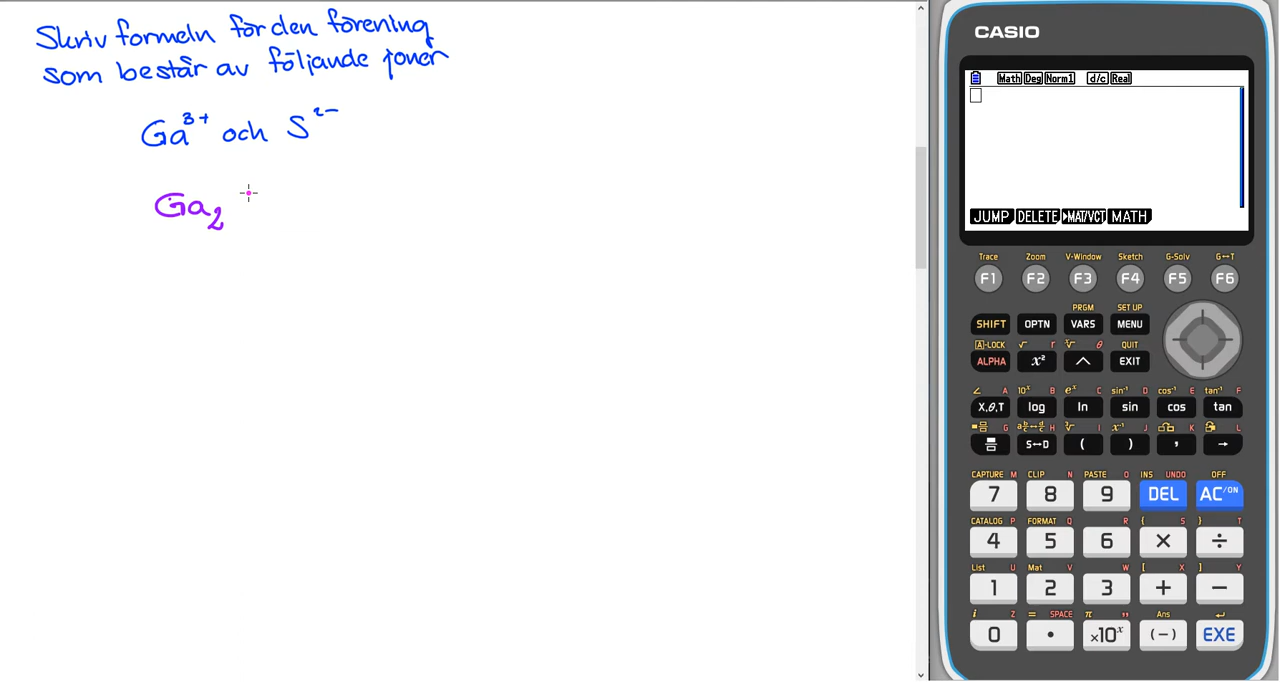 Skriv formeln för den förening
som består av följande joner
Ga³⁺ och S²⁻
Ga₂
CASIO
Math Deg Norm1 d/c Real
JUMP DELETE ▶MAT/VCT MATH
Trace Zoom V-Window Sketch G-Solv G↔T
F1 F2 F3 F4 F5 F6
PRGM SET UP
SHIFT OPTN VARS MENU
A-LOCK √ r ∛ θ QUIT
ALPHA x² ^ EXIT
∠ A 10ˣ B eˣ C sin⁻¹ D cos⁻¹ E tan⁻¹ F
X,θ,T log ln sin cos tan
G H I x⁻¹ J K L
S↔D ( ) , →
CAPTURE M CLIP N PASTE O INS UNDO OFF
7 8 9 DEL AC/ON
CATALOG P FORMAT Q R { S } T
4 5 6 × ÷
List U Mat V W [ X ] Y
1 2 3 + −
i Z = SPACE π " Ans ↵
0 • ×10ˣ (−) EXE